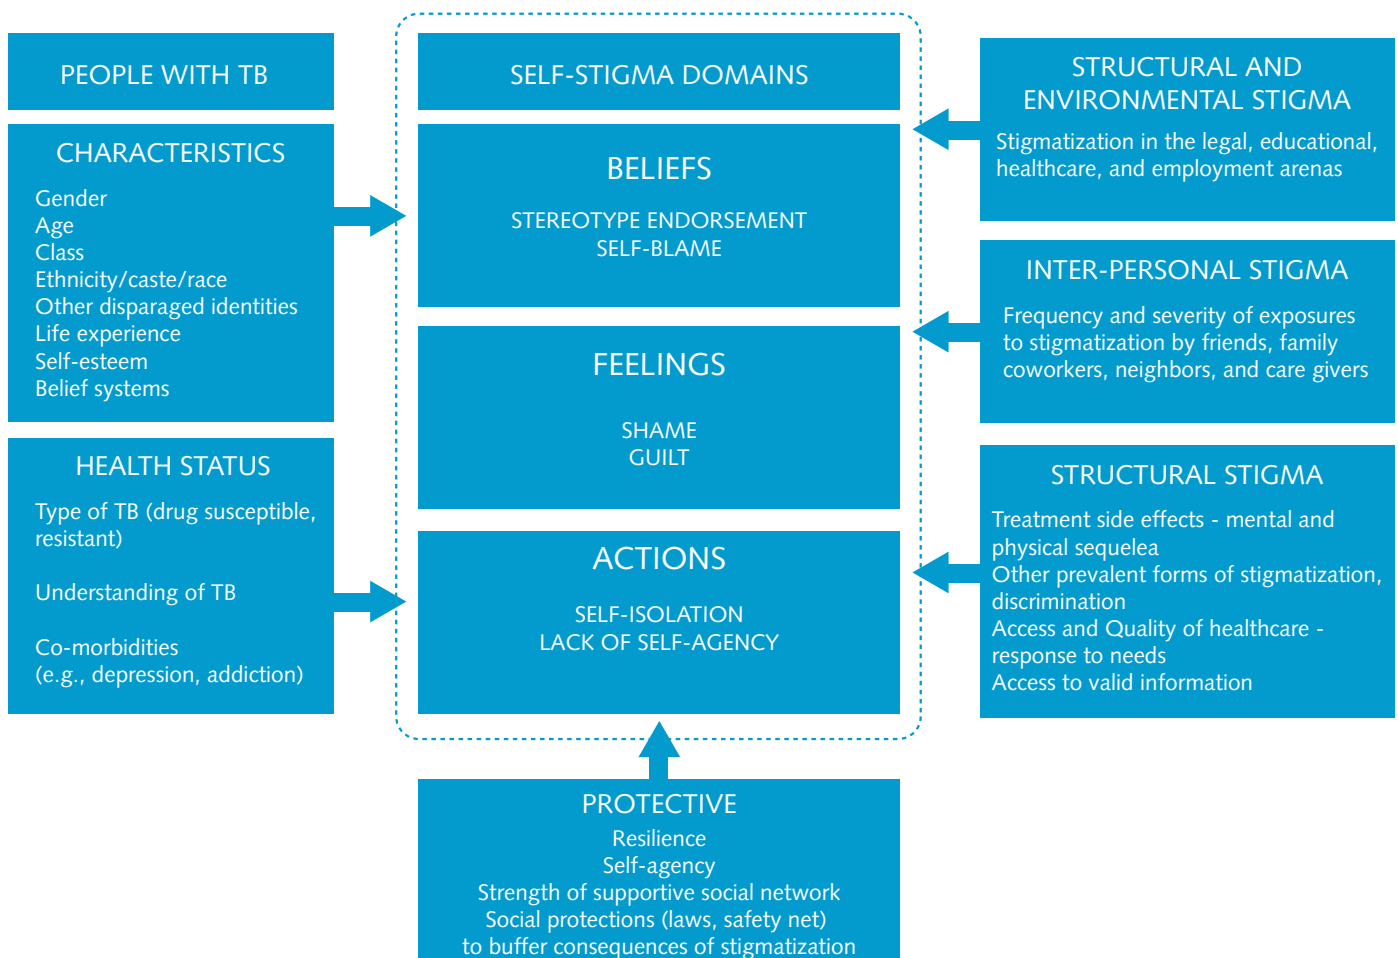 PEOPLE WITH TB
CHARACTERISTICS
Gender
Age
Class
Ethnicity/caste/race
Other disparaged identities
Life experience
Self-esteem
Belief systems
HEALTH STATUS
Type of TB (drug susceptible,
resistant)
Understanding of TB
Co-morbidities
(e.g., depression, addiction)
SELF-STIGMA DOMAINS
BELIEFS
STEREOTYPE ENDORSEMENT
SELF-BLAME
FEELINGS
SHAME
GUILT
ACTIONS
SELF-ISOLATION
LACK OF SELF-AGENCY
PROTECTIVE
Resilience
Self-agency
Strength of supportive social network
Social protections (laws, safety net)
to buffer consequences of stigmatization
STRUCTURAL AND
ENVIRONMENTAL STIGMA
Stigmatization in the legal, educational,
healthcare, and employment arenas
INTER-PERSONAL STIGMA
Frequency and severity of exposures
to stigmatization by friends, family
coworkers, neighbors, and care givers
STRUCTURAL STIGMA
Treatment side effects - mental and
physical sequelea
Other prevalent forms of stigmatization,
discrimination
Access and Quality of healthcare -
response to needs
Access to valid information